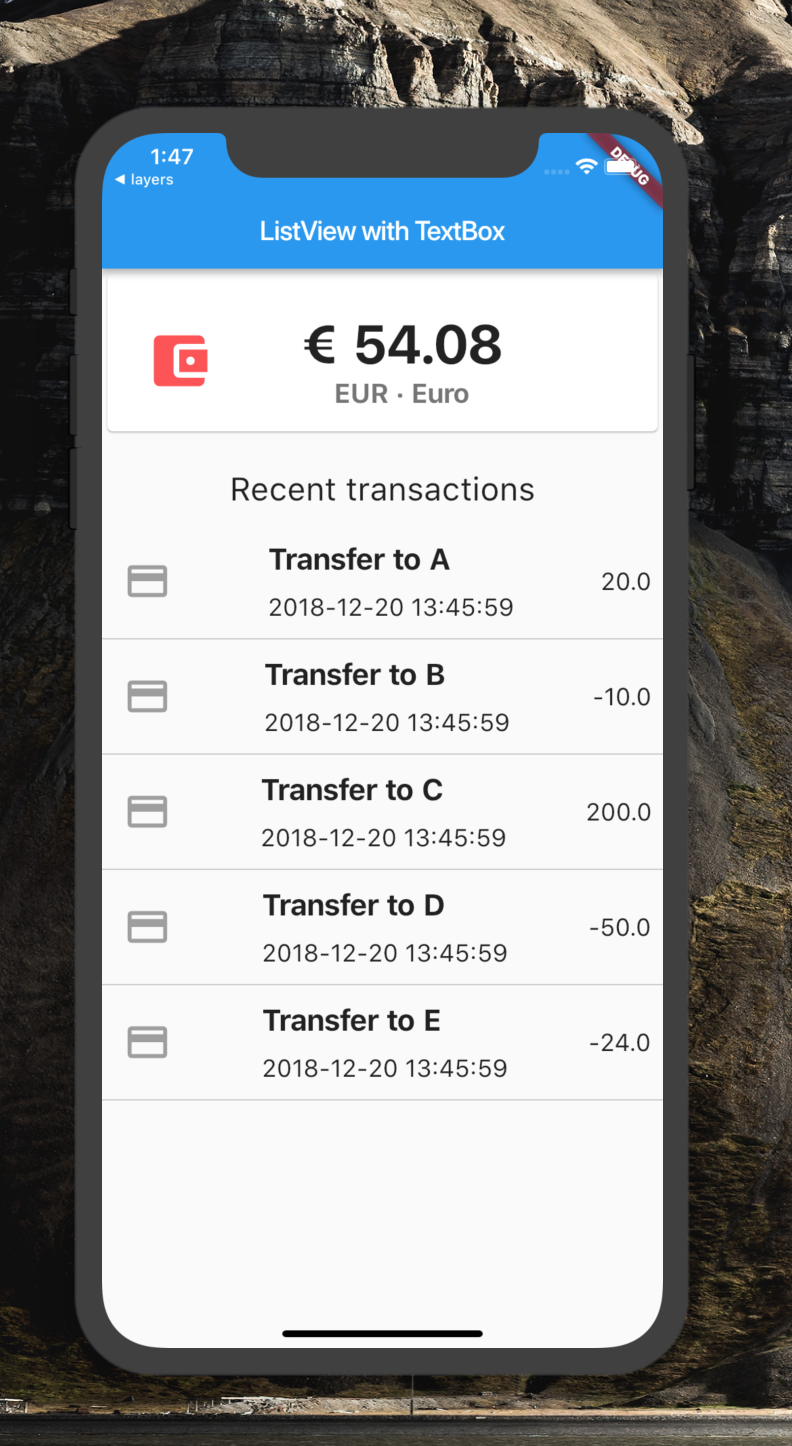 1:47
◀ layers
DEBUG
ListView with TextBox
€ 54.08
EUR · Euro
Recent transactions
Transfer to A
2018-12-20 13:45:59
20.0
Transfer to B
2018-12-20 13:45:59
-10.0
Transfer to C
2018-12-20 13:45:59
200.0
Transfer to D
2018-12-20 13:45:59
-50.0
Transfer to E
2018-12-20 13:45:59
-24.0